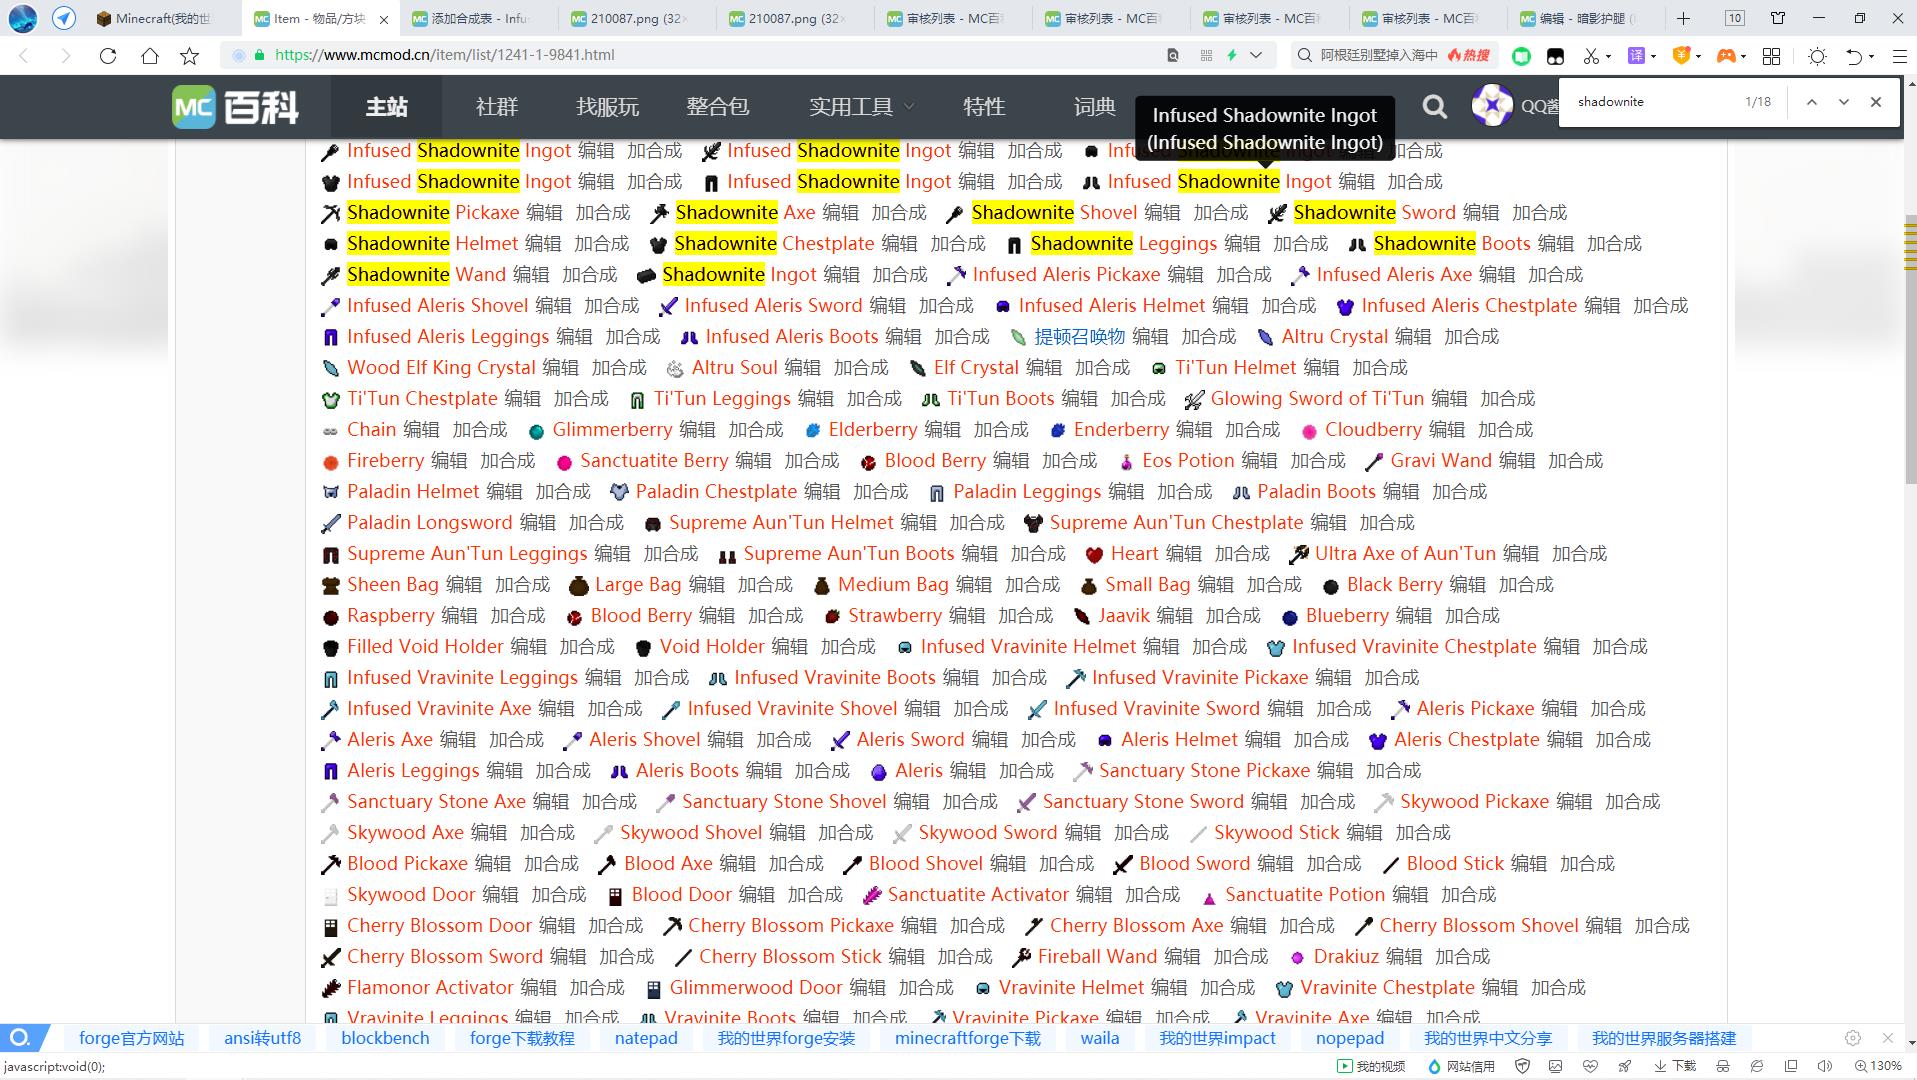 Minecraft(我的世
Item - 物品/方块
添加合成表 - Infu
210087.png (32×
210087.png (32×
审核列表 - MC百
审核列表 - MC百
审核列表 - MC百
审核列表 - MC百
编辑 - 暗影护腿 (
10
https://www.mcmod.cn/item/list/1241-1-9841.html
阿根廷别墅掉入海中 热搜
译
MC 百科 主站 社群 找服玩 整合包 实用工具 特性 词典 QQ酱
shadownite 1/18
Infused Shadownite Ingot
(Infused Shadownite Ingot)
Infused Shadownite Ingot 编辑 加合成 Infused Shadownite Ingot 编辑 加合成 Infused Shadownite Ingot 编辑 加合成
Infused Shadownite Ingot 编辑 加合成 Infused Shadownite Ingot 编辑 加合成 Infused Shadownite Ingot 编辑 加合成
Shadownite Pickaxe 编辑 加合成 Shadownite Axe 编辑 加合成 Shadownite Shovel 编辑 加合成 Shadownite Sword 编辑 加合成
Shadownite Helmet 编辑 加合成 Shadownite Chestplate 编辑 加合成 Shadownite Leggings 编辑 加合成 Shadownite Boots 编辑 加合成
Shadownite Wand 编辑 加合成 Shadownite Ingot 编辑 加合成 Infused Aleris Pickaxe 编辑 加合成 Infused Aleris Axe 编辑 加合成
Infused Aleris Shovel 编辑 加合成 Infused Aleris Sword 编辑 加合成 Infused Aleris Helmet 编辑 加合成 Infused Aleris Chestplate 编辑 加合成
Infused Aleris Leggings 编辑 加合成 Infused Aleris Boots 编辑 加合成 提顿召唤物 编辑 加合成 Altru Crystal 编辑 加合成
Wood Elf King Crystal 编辑 加合成 Altru Soul 编辑 加合成 Elf Crystal 编辑 加合成 Ti'Tun Helmet 编辑 加合成
Ti'Tun Chestplate 编辑 加合成 Ti'Tun Leggings 编辑 加合成 Ti'Tun Boots 编辑 加合成 Glowing Sword of Ti'Tun 编辑 加合成
Chain 编辑 加合成 Glimmerberry 编辑 加合成 Elderberry 编辑 加合成 Enderberry 编辑 加合成 Cloudberry 编辑 加合成
Fireberry 编辑 加合成 Sanctuatite Berry 编辑 加合成 Blood Berry 编辑 加合成 Eos Potion 编辑 加合成 Gravi Wand 编辑 加合成
Paladin Helmet 编辑 加合成 Paladin Chestplate 编辑 加合成 Paladin Leggings 编辑 加合成 Paladin Boots 编辑 加合成
Paladin Longsword 编辑 加合成 Supreme Aun'Tun Helmet 编辑 加合成 Supreme Aun'Tun Chestplate 编辑 加合成
Supreme Aun'Tun Leggings 编辑 加合成 Supreme Aun'Tun Boots 编辑 加合成 Heart 编辑 加合成 Ultra Axe of Aun'Tun 编辑 加合成
Sheen Bag 编辑 加合成 Large Bag 编辑 加合成 Medium Bag 编辑 加合成 Small Bag 编辑 加合成 Black Berry 编辑 加合成
Raspberry 编辑 加合成 Blood Berry 编辑 加合成 Strawberry 编辑 加合成 Jaavik 编辑 加合成 Blueberry 编辑 加合成
Filled Void Holder 编辑 加合成 Void Holder 编辑 加合成 Infused Vravinite Helmet 编辑 加合成 Infused Vravinite Chestplate 编辑 加合成
Infused Vravinite Leggings 编辑 加合成 Infused Vravinite Boots 编辑 加合成 Infused Vravinite Pickaxe 编辑 加合成
Infused Vravinite Axe 编辑 加合成 Infused Vravinite Shovel 编辑 加合成 Infused Vravinite Sword 编辑 加合成 Aleris Pickaxe 编辑 加合成
Aleris Axe 编辑 加合成 Aleris Shovel 编辑 加合成 Aleris Sword 编辑 加合成 Aleris Helmet 编辑 加合成 Aleris Chestplate 编辑 加合成
Aleris Leggings 编辑 加合成 Aleris Boots 编辑 加合成 Aleris 编辑 加合成 Sanctuary Stone Pickaxe 编辑 加合成
Sanctuary Stone Axe 编辑 加合成 Sanctuary Stone Shovel 编辑 加合成 Sanctuary Stone Sword 编辑 加合成 Skywood Pickaxe 编辑 加合成
Skywood Axe 编辑 加合成 Skywood Shovel 编辑 加合成 Skywood Sword 编辑 加合成 Skywood Stick 编辑 加合成
Blood Pickaxe 编辑 加合成 Blood Axe 编辑 加合成 Blood Shovel 编辑 加合成 Blood Sword 编辑 加合成 Blood Stick 编辑 加合成
Skywood Door 编辑 加合成 Blood Door 编辑 加合成 Sanctuatite Activator 编辑 加合成 Sanctuatite Potion 编辑 加合成
Cherry Blossom Door 编辑 加合成 Cherry Blossom Pickaxe 编辑 加合成 Cherry Blossom Axe 编辑 加合成 Cherry Blossom Shovel 编辑 加合成
Cherry Blossom Sword 编辑 加合成 Cherry Blossom Stick 编辑 加合成 Fireball Wand 编辑 加合成 Drakiuz 编辑 加合成
Flamonor Activator 编辑 加合成 Glimmerwood Door 编辑 加合成 Vravinite Helmet 编辑 加合成 Vravinite Chestplate 编辑 加合成
Vravinite Leggings 编辑 加合成 Vravinite Boots 编辑 加合成 Vravinite Pickaxe 编辑 加合成 Vravinite Axe 编辑 加合成
forge官方网站 ansi转utf8 blockbench forge下载教程 natepad 我的世界forge安装 minecraftforge下载 waila 我的世界impact nopepad 我的世界中文分享 我的世界服务器搭建
javascript:void(0); 我的视频 网站信用 下载 130%